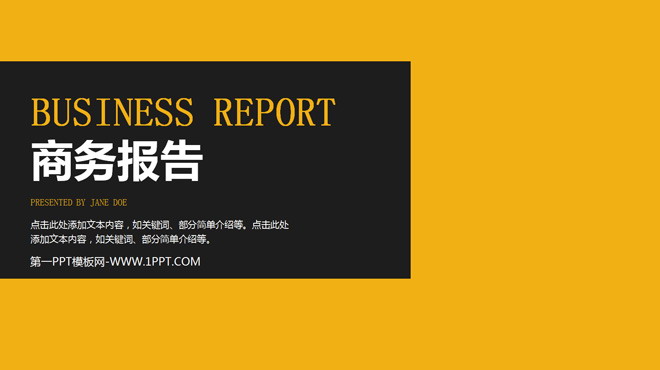 BUSINESS REPORT
商务报告
PRESENTED BY JANE DOE
点击此处添加文本内容，如关键词、部分简单介绍等。点击此处
添加文本内容，如关键词、部分简单介绍等。
第一PPT模板网-WWW.1PPT.COM